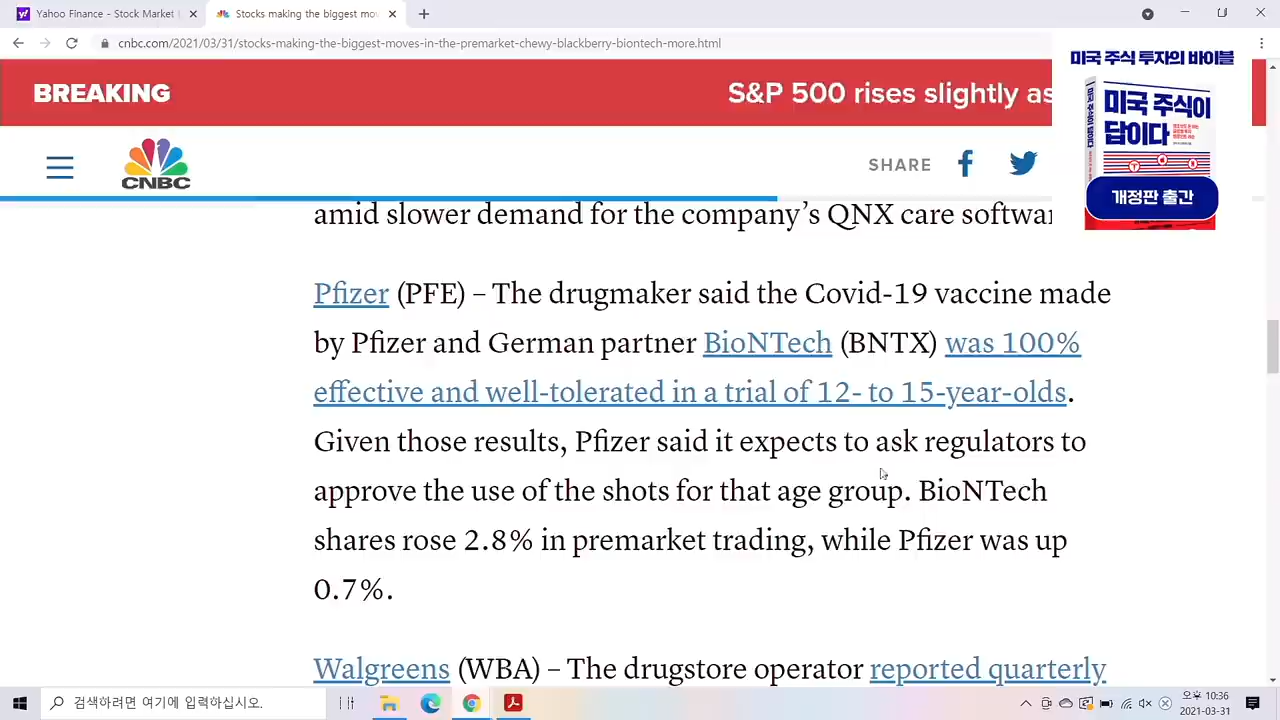 Yahoo Finance - Stock Market
Stocks making the biggest mov
cnbc.com/2021/03/31/stocks-making-the-biggest-moves-in-the-premarket-chewy-blackberry-biontech-more.html
BREAKING
S&P 500 rises slightly as
미국 주식 투자의 바이블
미국 주식이
답이다
개정판 출간
CNBC
SHARE
amid slower demand for the company’s QNX care softwar
Pfizer (PFE) – The drugmaker said the Covid-19 vaccine made
by Pfizer and German partner BioNTech (BNTX) was 100%
effective and well-tolerated in a trial of 12- to 15-year-olds.
Given those results, Pfizer said it expects to ask regulators to
approve the use of the shots for that age group. BioNTech
shares rose 2.8% in premarket trading, while Pfizer was up
0.7%.
Walgreens (WBA) – The drugstore operator reported quarterly
검색하려면 여기에 입력하십시오.
오후 10:36
2021-03-31